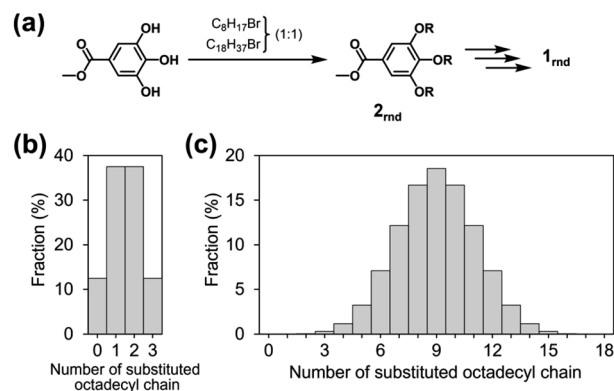 (a)
OH
O
OH
O
OH
C8H17Br
C18H37Br
(1:1)
OR
O
OR
O
OR
2rnd
1rnd
(b)
40
30
20
10
0
Fraction (%)
0 1 2 3
Number of substituted
octadecyl chain
(c)
20
15
10
5
0
Fraction (%)
0 3 6 9 12 15 18
Number of substituted octadecyl chain